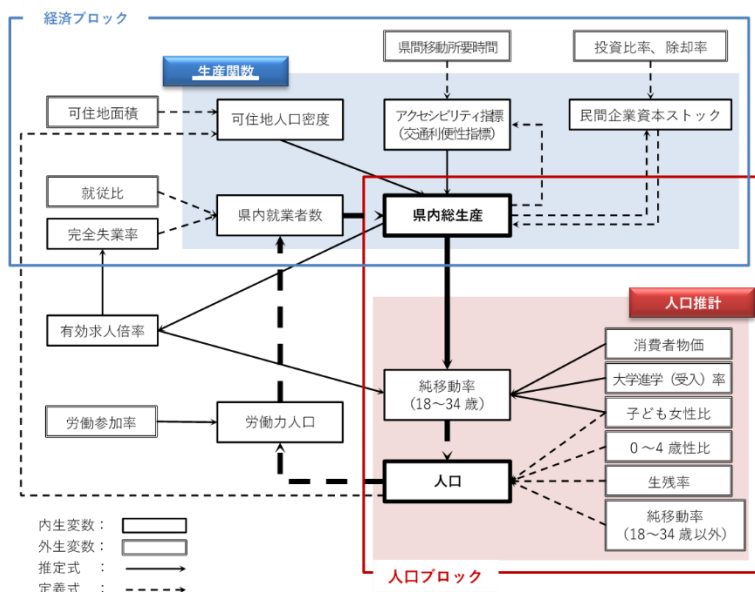 経済ブロック
県間移動所要時間
投資比率、除却率
生産関数
可住地面積
可住地人口密度
アクセシビリティ指標
（交通利便性指標）
民間企業資本ストック
就従比
県内就業者数
県内総生産
完全失業率
人口推計
有効求人倍率
消費者物価
純移動率
（18～34 歳）
大学進学（受入）率
労働参加率
労働力人口
子ども女性比
０～４ 歳性比
人口
生残率
純移動率
（18～34 歳以外）
内生変数：
外生変数：
推定式　：
定義式　：
人口ブロック